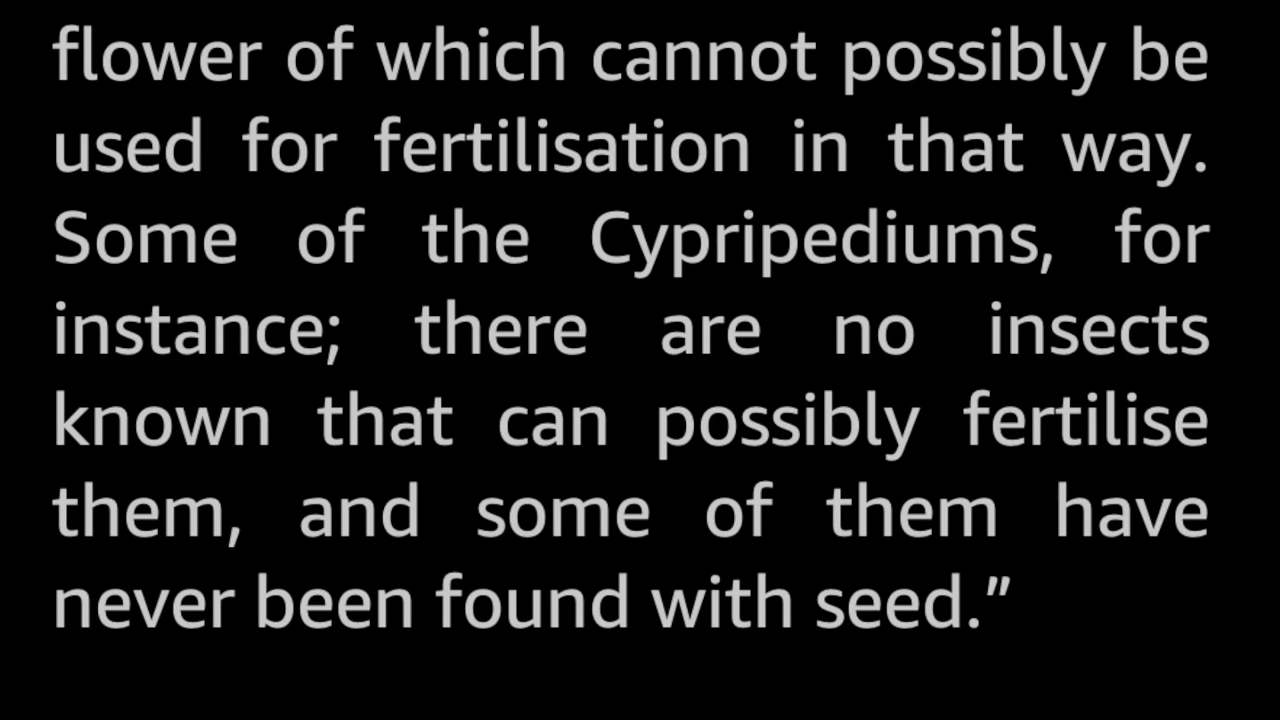 flower of which cannot possibly be
used for fertilisation in that way.
Some of the Cypripediums, for
instance; there are no insects
known that can possibly fertilise
them, and some of them have
never been found with seed.”